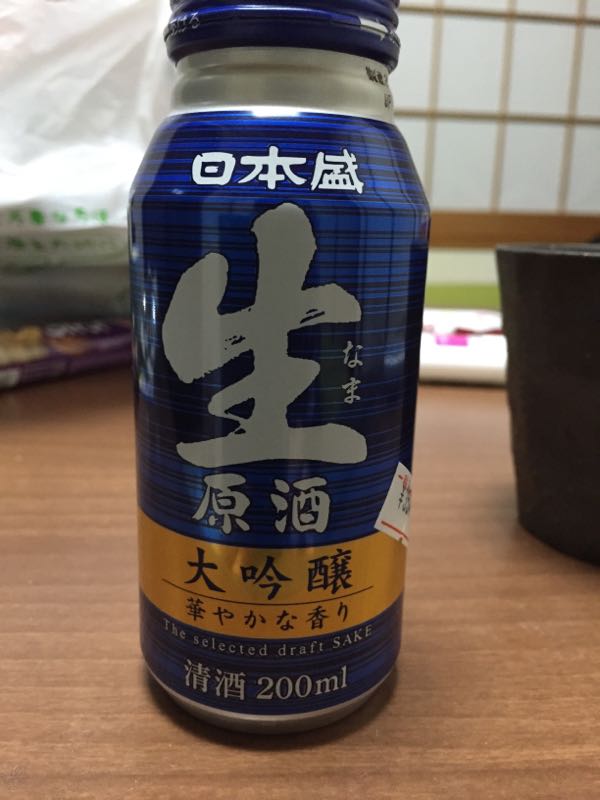 日本盛
生
なま
原酒
大吟醸
華やかな香り
The selected draft SAKE
清酒 200ml